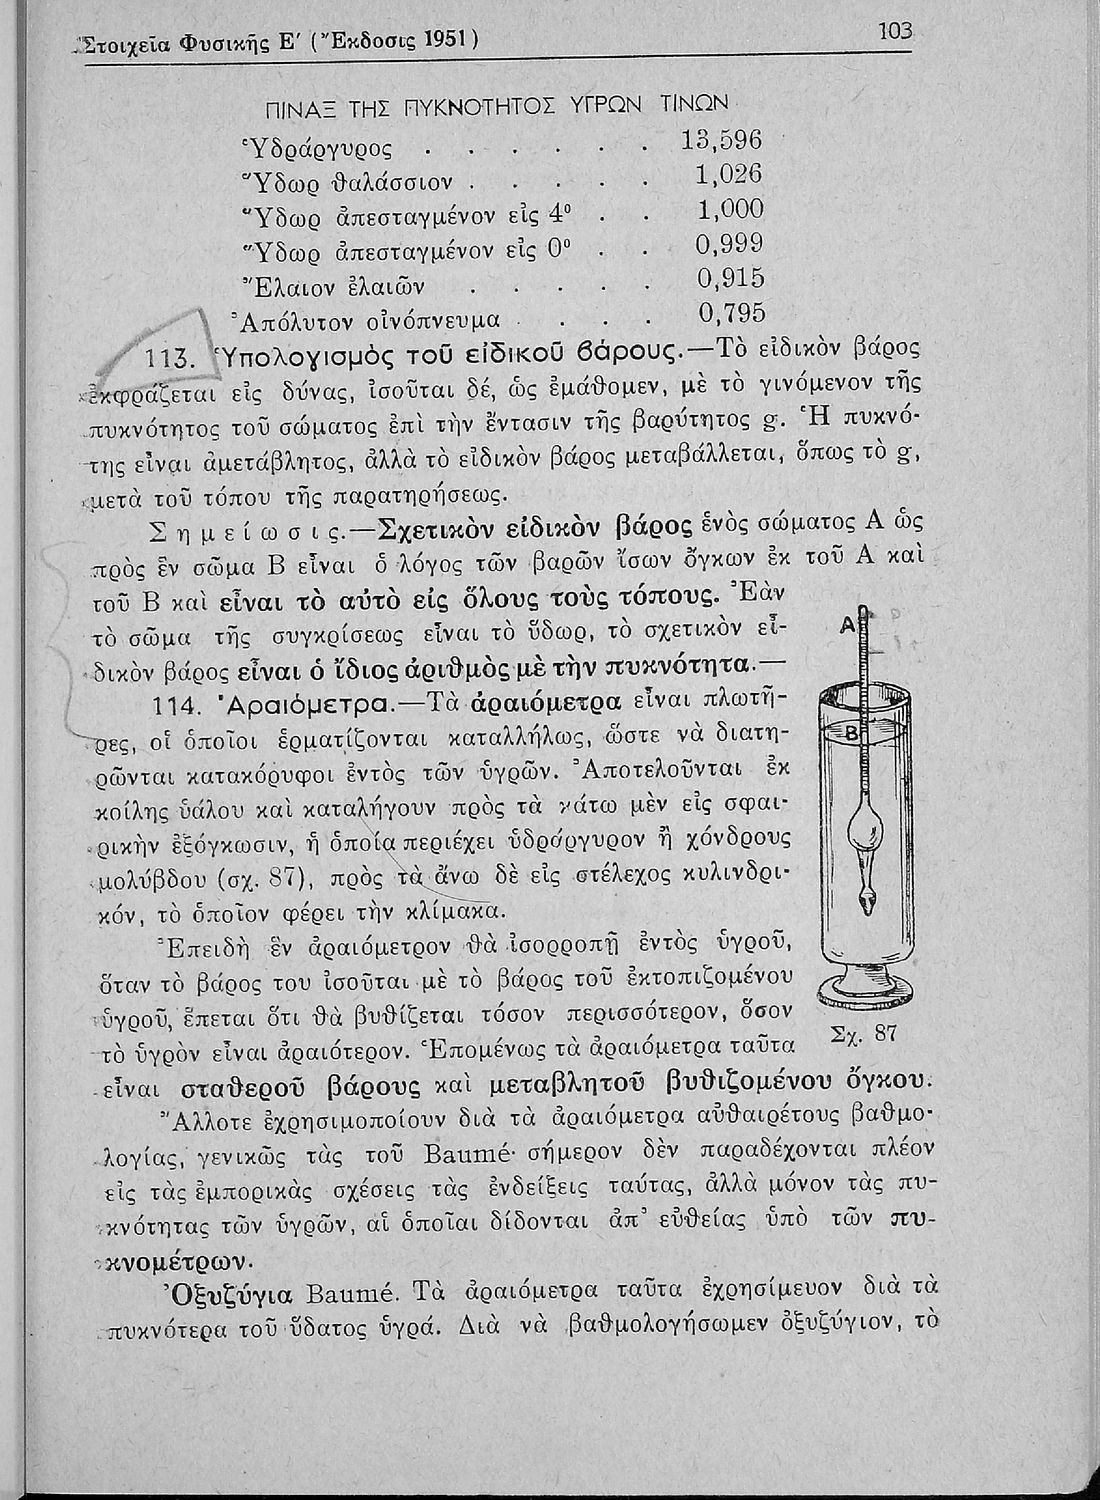 Στοιχεῖα Φυσικῆς Ε′ (Ἔκδοσις 1951)
103
ΠΙΝΑΞ ΤΗΣ ΠΥΚΝΟΤΗΤΟΣ ΥΓΡΩΝ ΤΙΝΩΝ
Ὑδράργυρος . . . . . . 13,596
Ὕδωρ θαλάσσιον . . . . . 1,026
Ὕδωρ ἀπεσταγμένον εἰς 4⁰ . . 1,000
Ὕδωρ ἀπεσταγμένον εἰς 0⁰ . . 0,999
Ἔλαιον ἐλαιῶν . . . . . 0,915
Ἀπόλυτον οἰνόπνευμα . . . . 0,795
113. Ὑπολογισμὸς τοῦ εἰδικοῦ βάρους.—Τὸ εἰδικὸν βάρος
ἐκφράζεται εἰς δύνας, ἰσοῦται δέ, ὡς ἐμάθομεν, μὲ τὸ γινόμενον τῆς
πυκνότητος τοῦ σώματος ἐπὶ τὴν ἔντασιν τῆς βαρύτητος g. Ἡ πυκνό-
της εἶναι ἀμετάβλητος, ἀλλὰ τὸ εἰδικὸν βάρος μεταβάλλεται, ὅπως τὸ g,
μετὰ τοῦ τόπου τῆς παρατηρήσεως.
Σημείωσις.—Σχετικὸν εἰδικὸν βάρος ἑνὸς σώματος Α ὡς
πρὸς ἓν σῶμα Β εἶναι ὁ λόγος τῶν βαρῶν ἴσων ὄγκων ἐκ τοῦ Α καὶ
τοῦ Β καὶ εἶναι τὸ αὐτὸ εἰς ὅλους τοὺς τόπους. Ἐὰν
τὸ σῶμα τῆς συγκρίσεως εἶναι τὸ ὕδωρ, τὸ σχετικὸν εἰ-
δικὸν βάρος εἶναι ὁ ἴδιος ἀριθμὸς μὲ τὴν πυκνότητα.—
114. Ἀραιόμετρα.—Τὰ ἀραιόμετρα εἶναι πλωτῆ-
ρες, οἱ ὁποῖοι ἑρματίζονται καταλλήλως, ὥστε νὰ διατη-
ρῶνται κατακόρυφοι ἐντὸς τῶν ὑγρῶν. Ἀποτελοῦνται ἐκ
κοίλης ὑάλου καὶ καταλήγουν πρὸς τὰ κάτω μὲν εἰς σφαι-
ρικὴν ἐξόγκωσιν, ἡ ὁποία περιέχει ὑδράργυρον ἢ χόνδρους
μολύβδου (σχ. 87), πρὸς τὰ ἄνω δὲ εἰς στέλεχος κυλινδρι-
κόν, τὸ ὁποῖον φέρει τὴν κλίμακα.
Ἐπειδὴ ἓν ἀραιόμετρον θὰ ἰσορροπῇ ἐντὸς ὑγροῦ,
ὅταν τὸ βάρος του ἰσοῦται μὲ τὸ βάρος τοῦ ἐκτοπιζομένου
ὑγροῦ, ἕπεται ὅτι θὰ βυθίζεται τόσον περισσότερον, ὅσον
τὸ ὑγρὸν εἶναι ἀραιότερον. Ἑπομένως τὰ ἀραιόμετρα ταῦτα
εἶναι σταθεροῦ βάρους καὶ μεταβλητοῦ βυθιζομένου ὄγκου.
A
B
Σχ. 87
Ἄλλοτε ἐχρησιμοποίουν διὰ τὰ ἀραιόμετρα αὐθαιρέτους βαθμο-
λογίας, γενικῶς τὰς τοῦ Baumé· σήμερον δὲν παραδέχονται πλέον
εἰς τὰς ἐμπορικὰς σχέσεις τὰς ἐνδείξεις ταύτας, ἀλλὰ μόνον τὰς πυ-
κνότητας τῶν ὑγρῶν, αἱ ὁποῖαι δίδονται ἀπ᾽ εὐθείας ὑπὸ τῶν πυ-
κνομέτρων.
Ὀξυζύγια Baumé. Τὰ ἀραιόμετρα ταῦτα ἐχρησίμευον διὰ τὰ
πυκνότερα τοῦ ὕδατος ὑγρά. Διὰ νὰ βαθμολογήσωμεν ὀξυζύγιον, τὸ